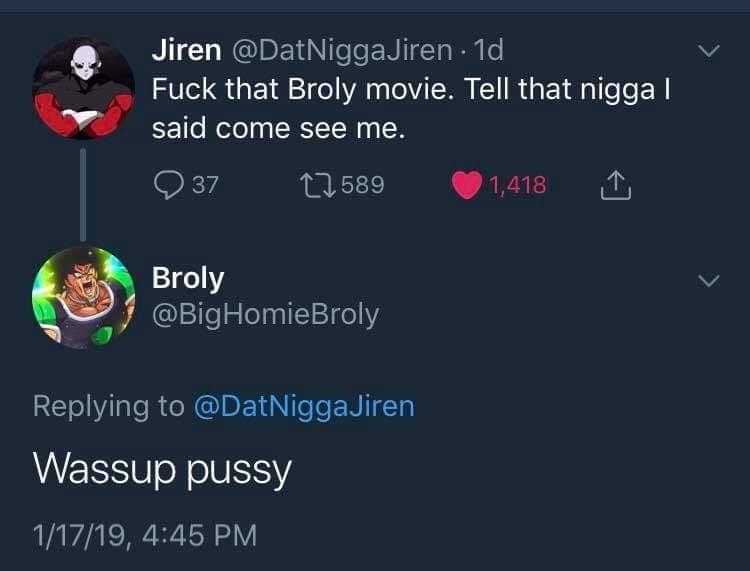 Jiren @DatNiggaJiren · 1d
Fuck that Broly movie. Tell that nigga I
said come see me.
37 589 1,418
Broly
@BigHomieBroly
Replying to @DatNiggaJiren
Wassup pussy
1/17/19, 4:45 PM